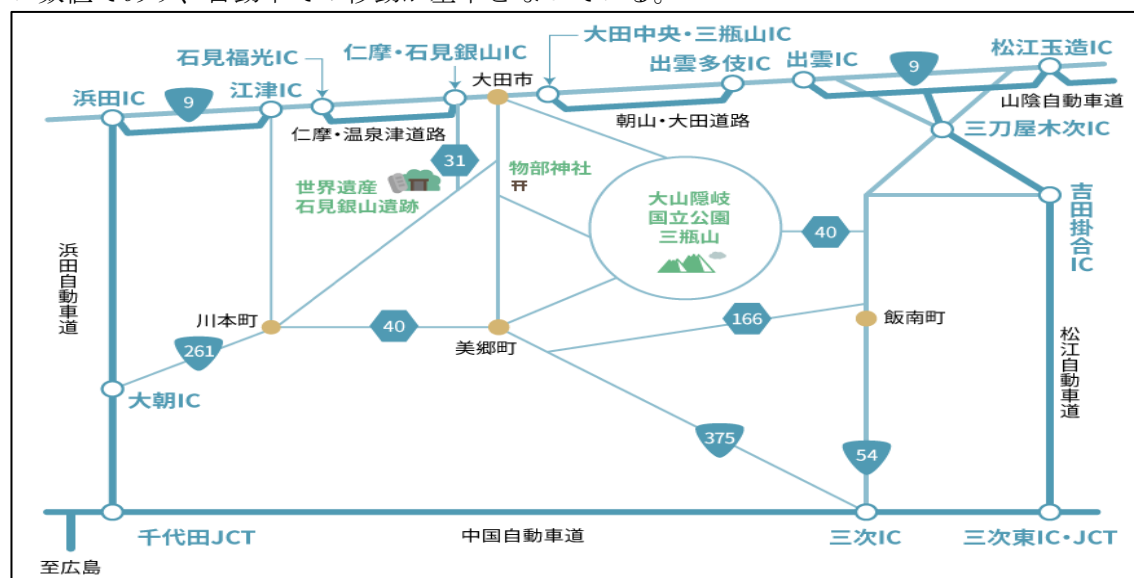 大田中央・三瓶山IC
仁摩・石見銀山IC
石見福光IC
松江玉造IC
出雲多伎IC
出雲IC
9
大田市
江津IC
浜田IC
9
山陰自動車道
朝山・大田道路
仁摩・温泉津道路
三刀屋木次IC
31
物部神社
世界遺産
石見銀山遺跡
大山隠岐
国立公園
三瓶山
40
吉田掛合
IC
浜田自動車道
川本町
40
美郷町
166
飯南町
松江自動車道
261
大朝IC
375
54
千代田JCT
中国自動車道
三次IC
三次東IC・JCT
至広島